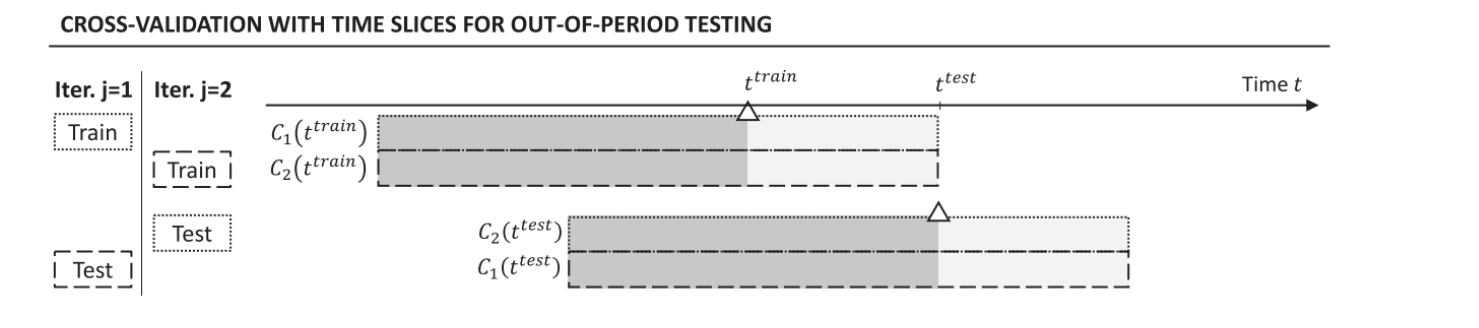 CROSS-VALIDATION WITH TIME SLICES FOR OUT-OF-PERIOD TESTING
t^{train} t^{test} Time t
Iter. j=1 Iter. j=2
Train C_1(t^{train})
Train C_2(t^{train})
Test C_2(t^{test})
Test C_1(t^{test})